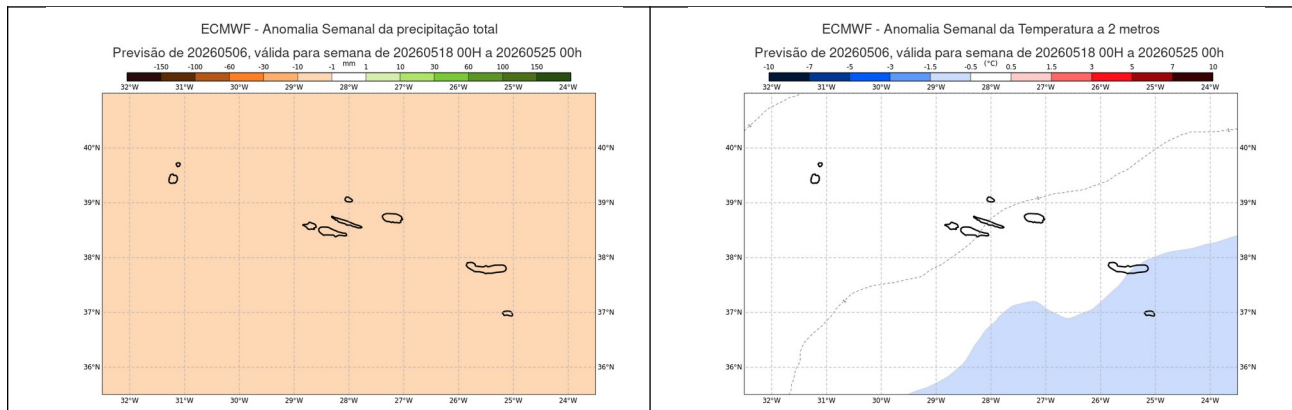 ECMWF - Anomalia Semanal da precipitação total
Previsão de 20260506, válida para semana de 20260518 00H a 20260525 00h
mm
-150 -100 -60 -30 -10 -1 1 10 30 60 100 150
32°W 31°W 30°W 29°W 28°W 27°W 26°W 25°W 24°W
40°N 40°N
39°N 39°N
38°N 38°N
37°N 37°N
36°N 36°N
32°W 31°W 30°W 29°W 28°W 27°W 26°W 25°W 24°W
ECMWF - Anomalia Semanal da Temperatura a 2 metros
Previsão de 20260506, válida para semana de 20260518 00H a 20260525 00h
(°C)
-10 -7 -5 -3 -1.5 -0.5 0.5 1.5 3 5 7 10
32°W 31°W 30°W 29°W 28°W 27°W 26°W 25°W 24°W
40°N 40°N
39°N 39°N
38°N 38°N
37°N 37°N
36°N 36°N
32°W 31°W 30°W 29°W 28°W 27°W 26°W 25°W 24°W